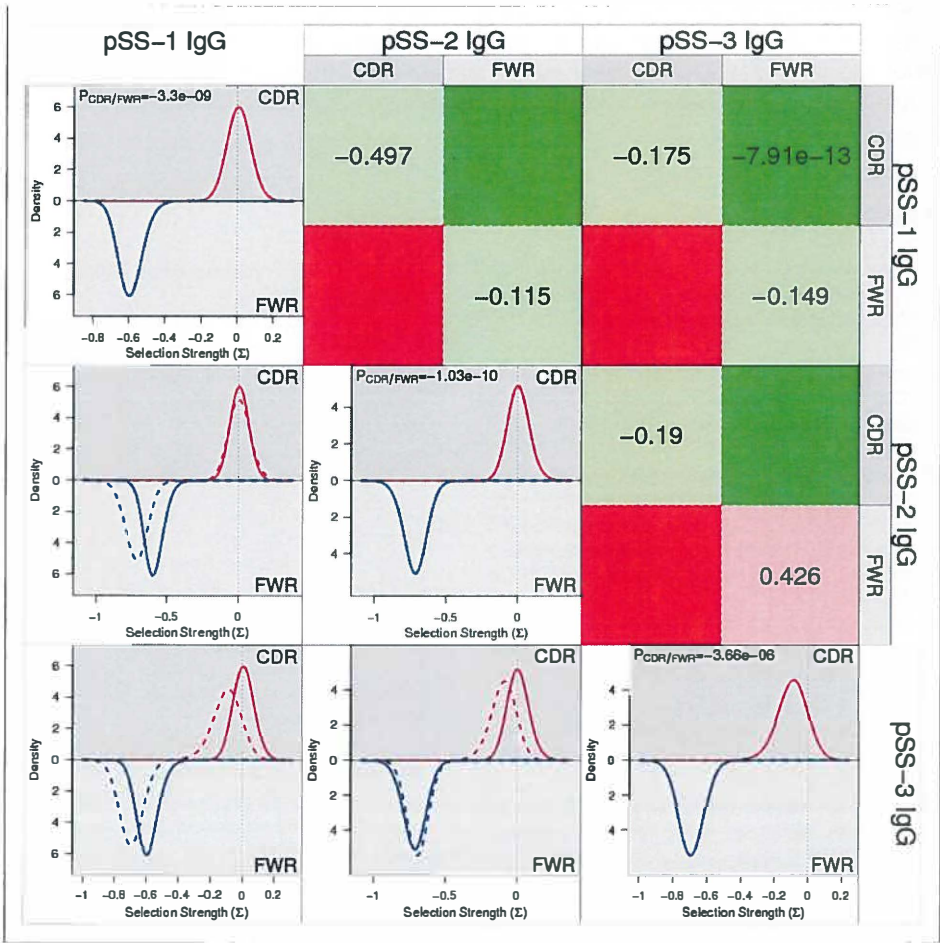 pSS−1 IgG
pSS−2 IgG
pSS−3 IgG
CDR
FWR
CDR
FWR
PCDR/FWR=−3.3e−09
CDR
6
4
2
0
2
4
6
Density
FWR
−0.8
−0.6
−0.4
−0.2
0
0.2
Selection Strength (Σ)
−0.497
−0.175
−7.91e−13
CDR
−0.115
−0.149
FWR
pSS−1 IgG
CDR
6
4
2
0
2
4
6
Density
FWR
−1
−0.5
0
Selection Strength (Σ)
PCDR/FWR=−1.03e−10
CDR
4
2
0
2
4
Density
FWR
−1
−0.5
0
Selection Strength (Σ)
−0.19
CDR
0.426
FWR
pSS−2 IgG
CDR
6
4
2
0
2
4
6
Density
FWR
−1
−0.8
−0.6
−0.4
−0.2
0
0.2
Selection Strength (Σ)
CDR
6
4
2
0
2
4
Density
FWR
−1
−0.5
0
Selection Strength (Σ)
PCDR/FWR=−3.66e−06
CDR
4
2
0
2
4
Density
FWR
−1
−0.8
−0.6
−0.4
−0.2
0
0.2
Selection Strength (Σ)
pSS−3 IgG